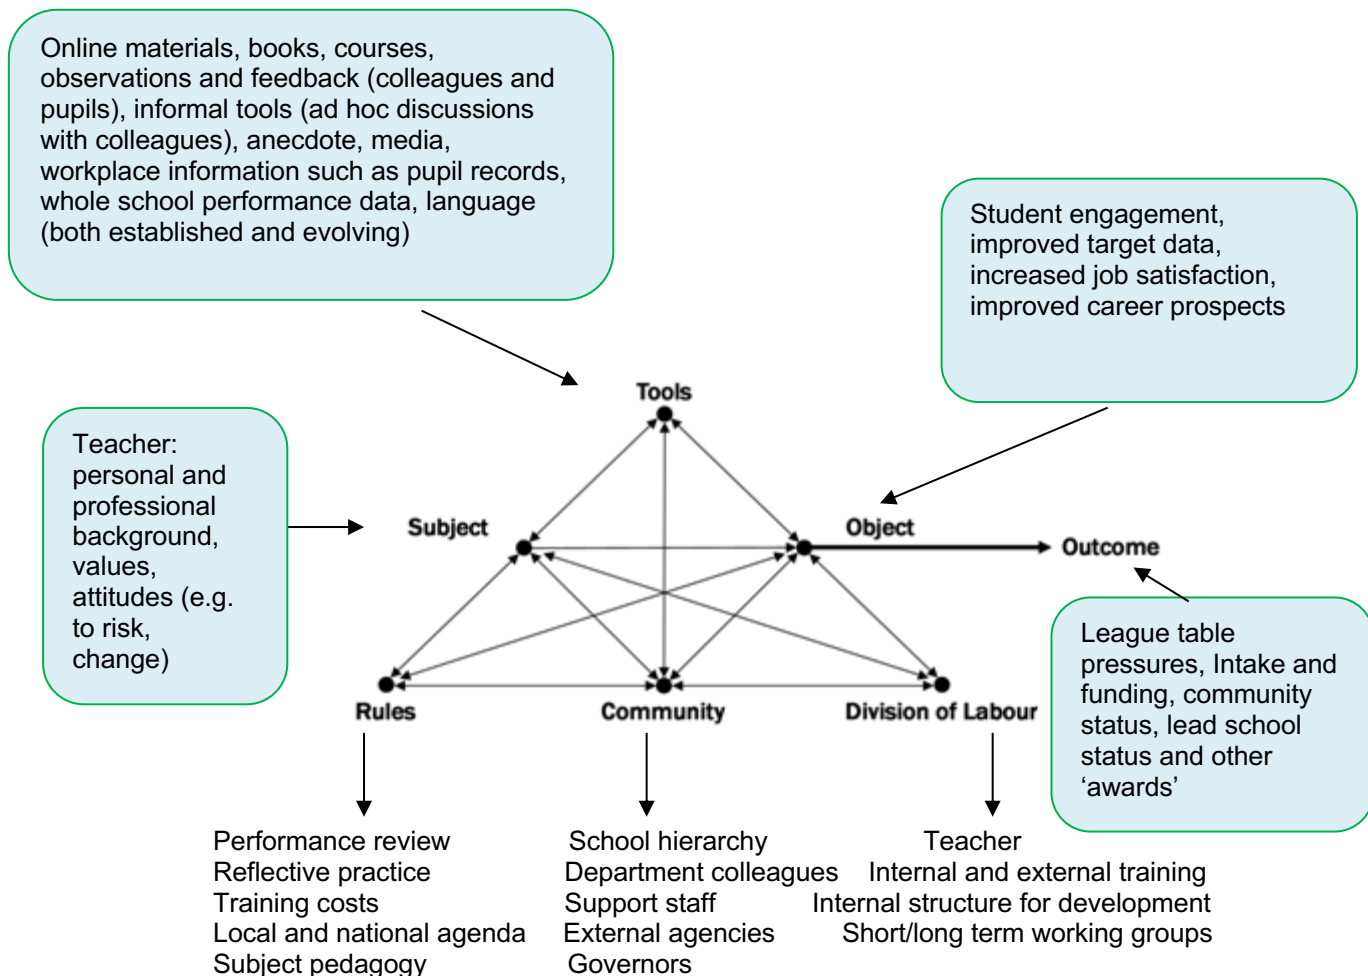 Online materials, books, courses,
observations and feedback (colleagues and
pupils), informal tools (ad hoc discussions
with colleagues), anecdote, media,
workplace information such as pupil records,
whole school performance data, language
(both established and evolving)
Student engagement,
improved target data,
increased job satisfaction,
improved career prospects
Tools
Teacher:
personal and
professional
background,
values,
attitudes (e.g.
to risk,
change)
Subject
Object
Outcome
League table
pressures, Intake and
funding, community
status, lead school
status and other
‘awards’
Rules
Community
Division of Labour
Performance review
Reflective practice
Training costs
Local and national agenda
Subject pedagogy
School hierarchy
Department colleagues
Support staff
External agencies
Governors
Teacher
Internal and external training
Internal structure for development
Short/long term working groups